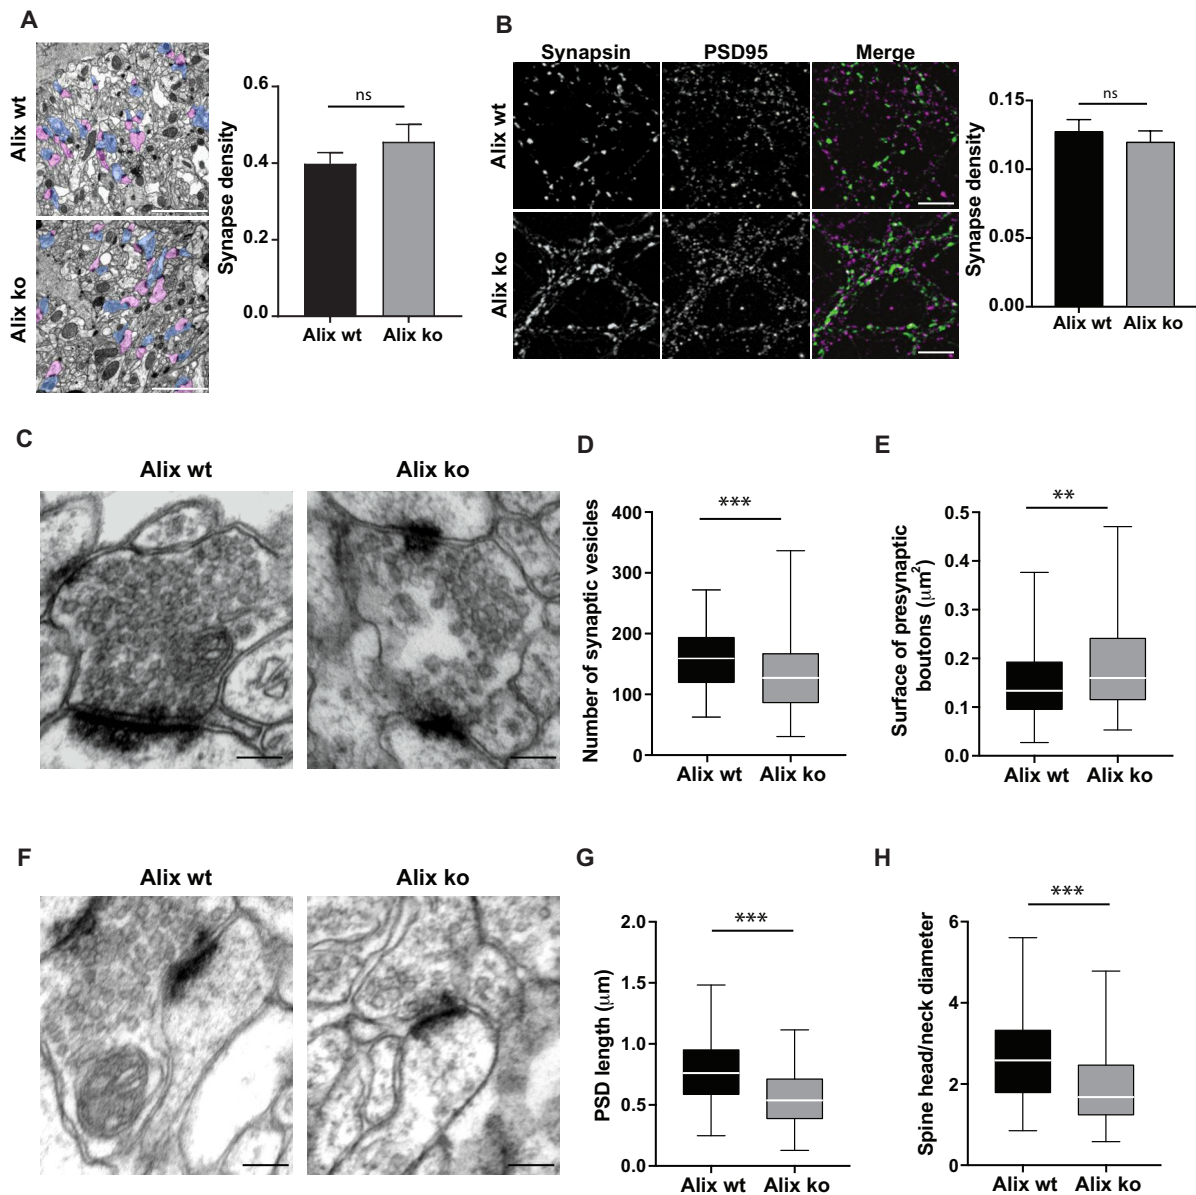 A
Alix wt
Alix ko
Synapse density
0.6
0.4
0.2
0.0
ns
Alix wt
Alix ko
B
Synapsin
PSD95
Merge
Alix wt
Alix ko
Synapse density
0.15
0.10
0.05
0.00
ns
Alix wt
Alix ko
C
Alix wt
Alix ko
D
Number of synaptic vesicles
400
300
200
100
0
***
Alix wt
Alix ko
E
Surface of presynaptic
boutons (μm²)
0.5
0.4
0.3
0.2
0.1
0.0
**
Alix wt
Alix ko
F
Alix wt
Alix ko
G
PSD length (μm)
2.0
1.5
1.0
0.5
0.0
***
Alix wt
Alix ko
H
Spine head/neck diameter
6
4
2
0
***
Alix wt
Alix ko